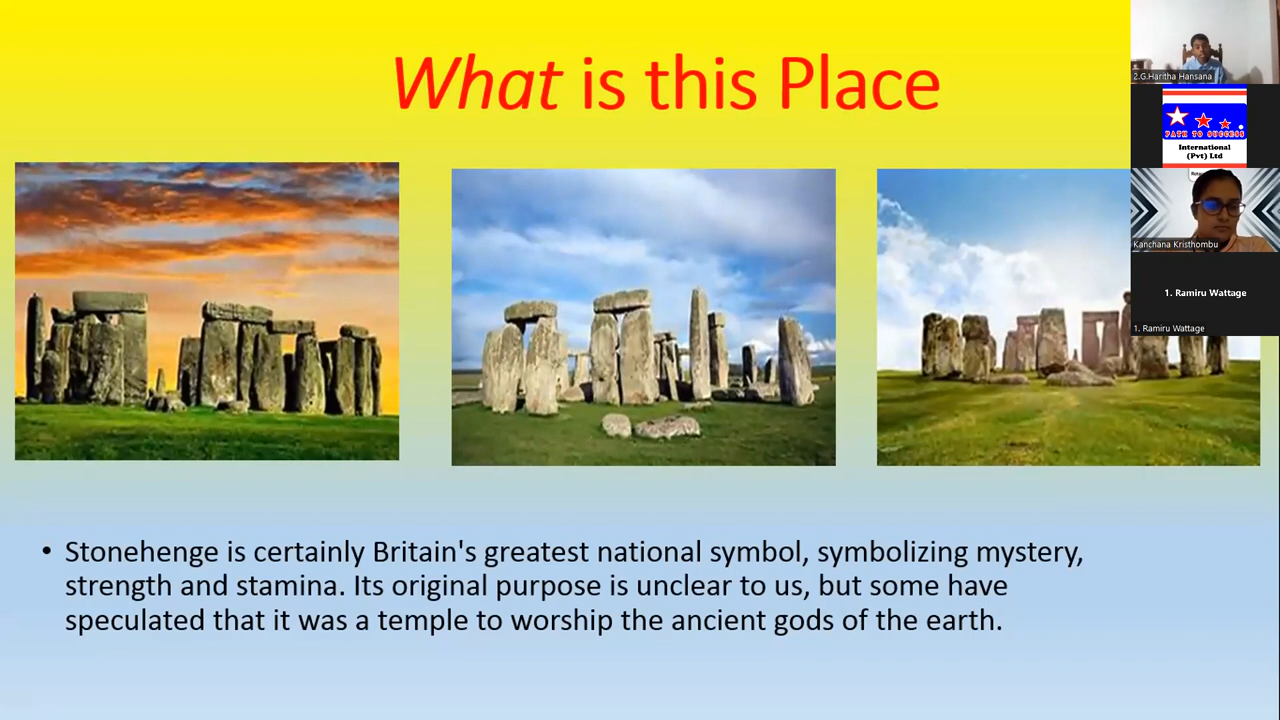 What is this Place
2.G.Haritha Hansana
PATH TO SUCCESS
International
(Pvt) Ltd
Kanchana Kristhombu
1. Ramiru Wattage
1. Ramiru Wattage
• Stonehenge is certainly Britain's greatest national symbol, symbolizing mystery,
strength and stamina. Its original purpose is unclear to us, but some have
speculated that it was a temple to worship the ancient gods of the earth.